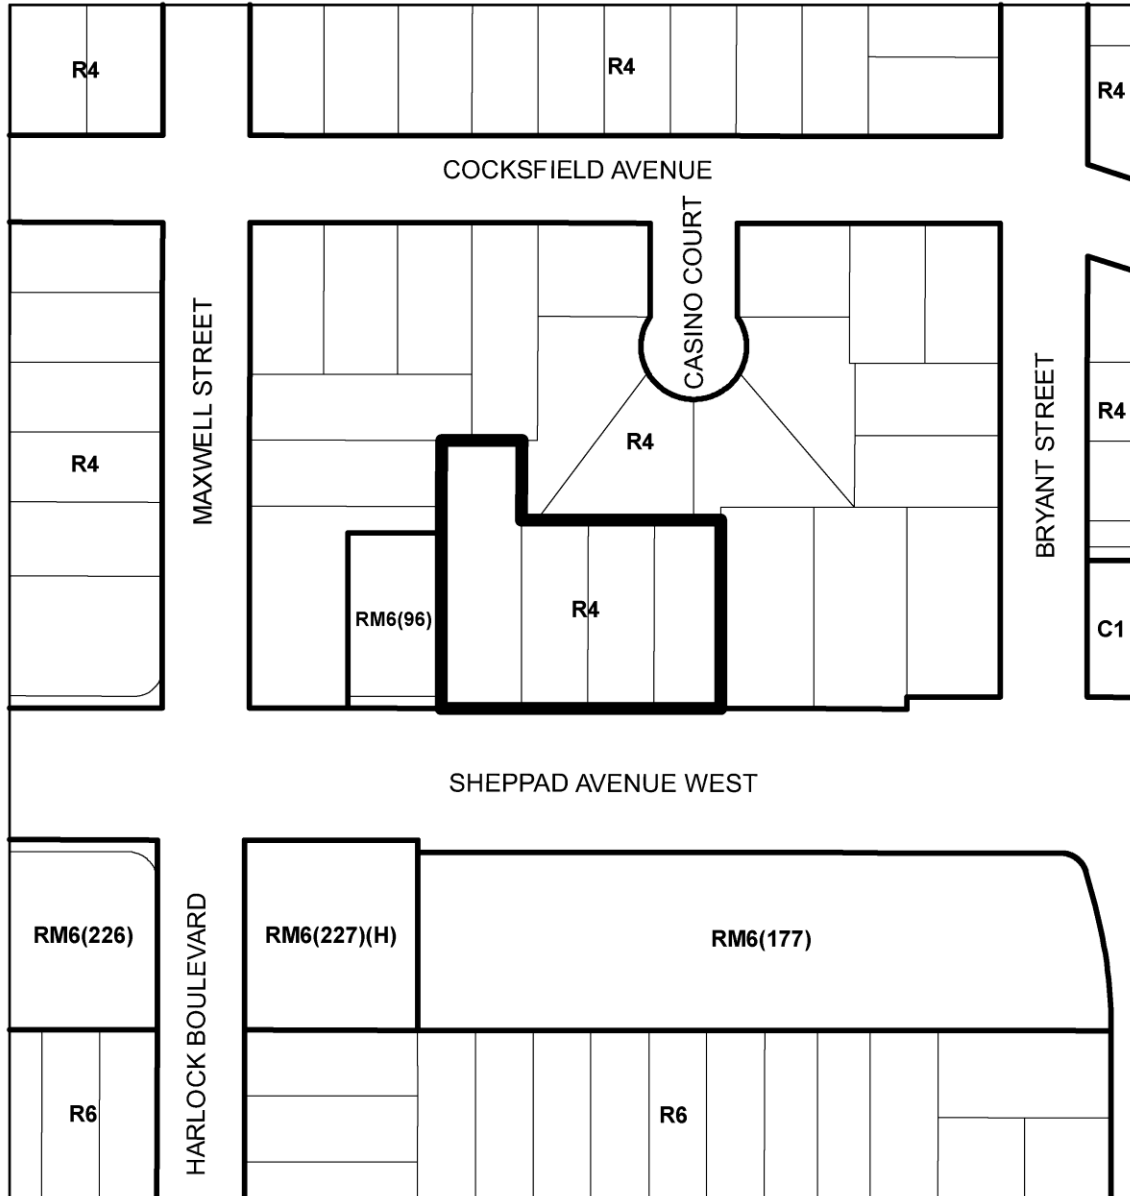 R4
R4
R4
COCKSFIELD AVENUE
CASINO COURT
MAXWELL STREET
BRYANT STREET
R4
R4
R4
RM6(96)
R4
C1
SHEPPAD AVENUE WEST
RM6(226)
RM6(227)(H)
RM6(177)
HARLOCK BOULEVARD
R6
R6